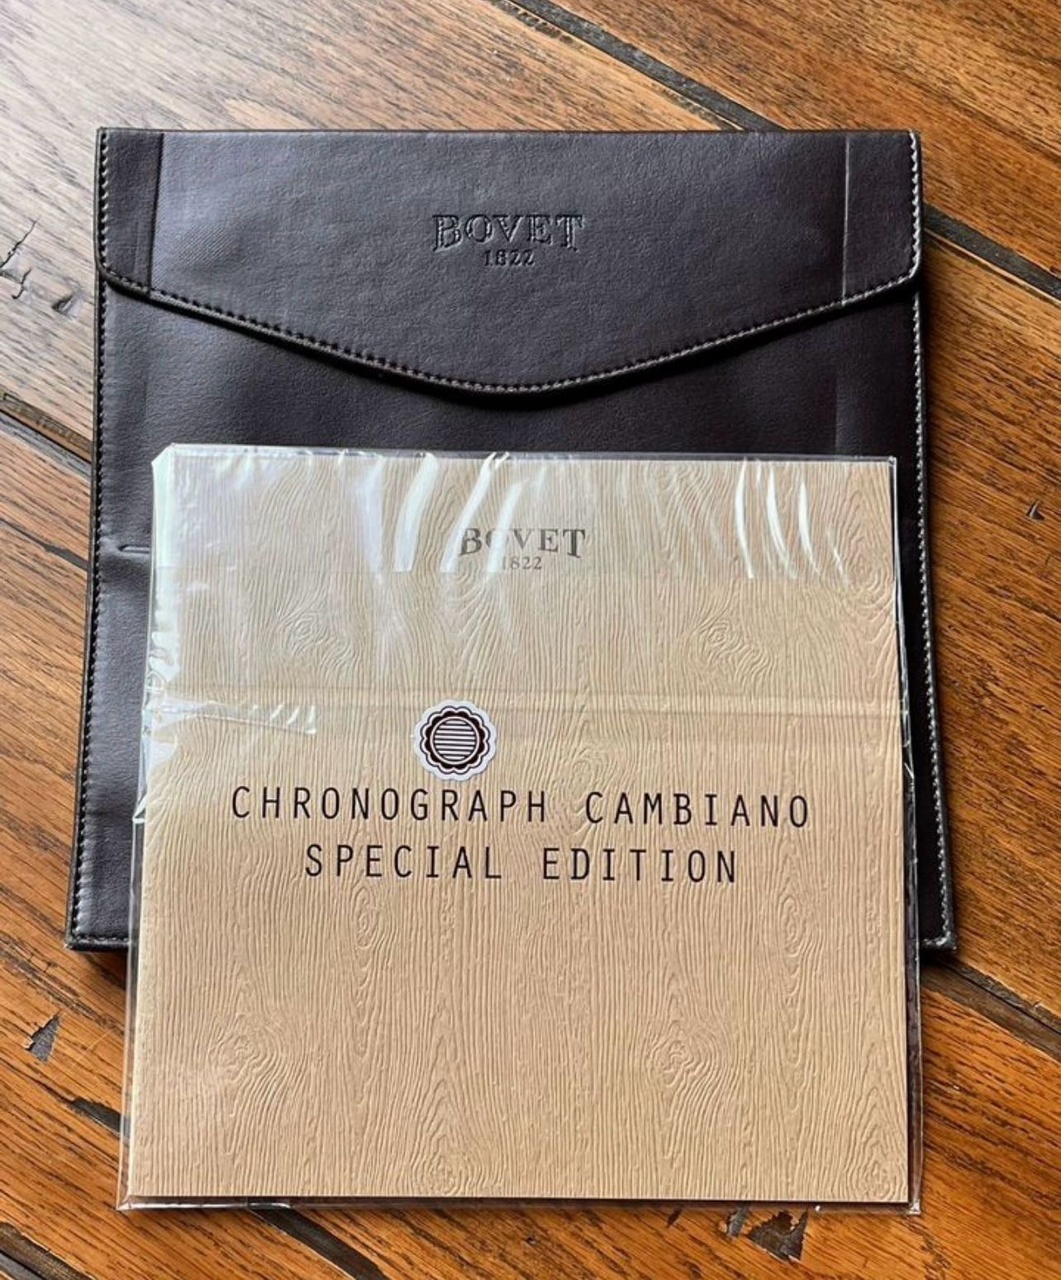 BOVET
1822
BOVET
1822
CHRONOGRAPH CAMBIANO
SPECIAL EDITION